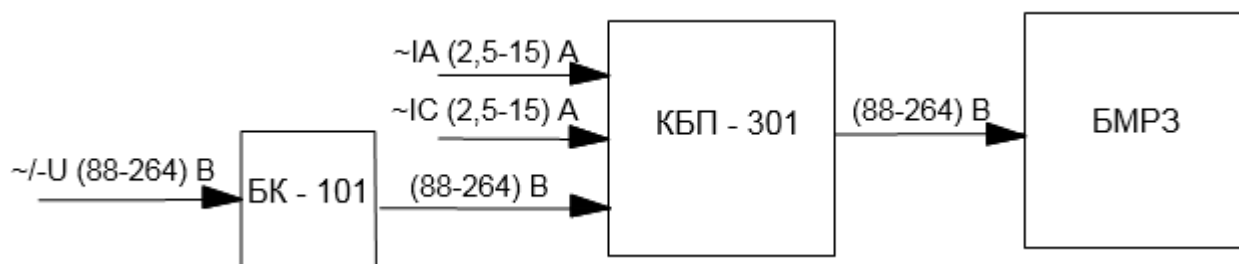 ~IA (2,5-15) А
~IC (2,5-15) А
~/-U (88-264) В
БК - 101
(88-264) В
КБП - 301
(88-264) В
БМРЗ